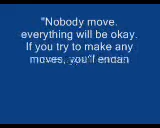 "Nobody move.
everything will be okay.
If you try to make any
moves, you'll